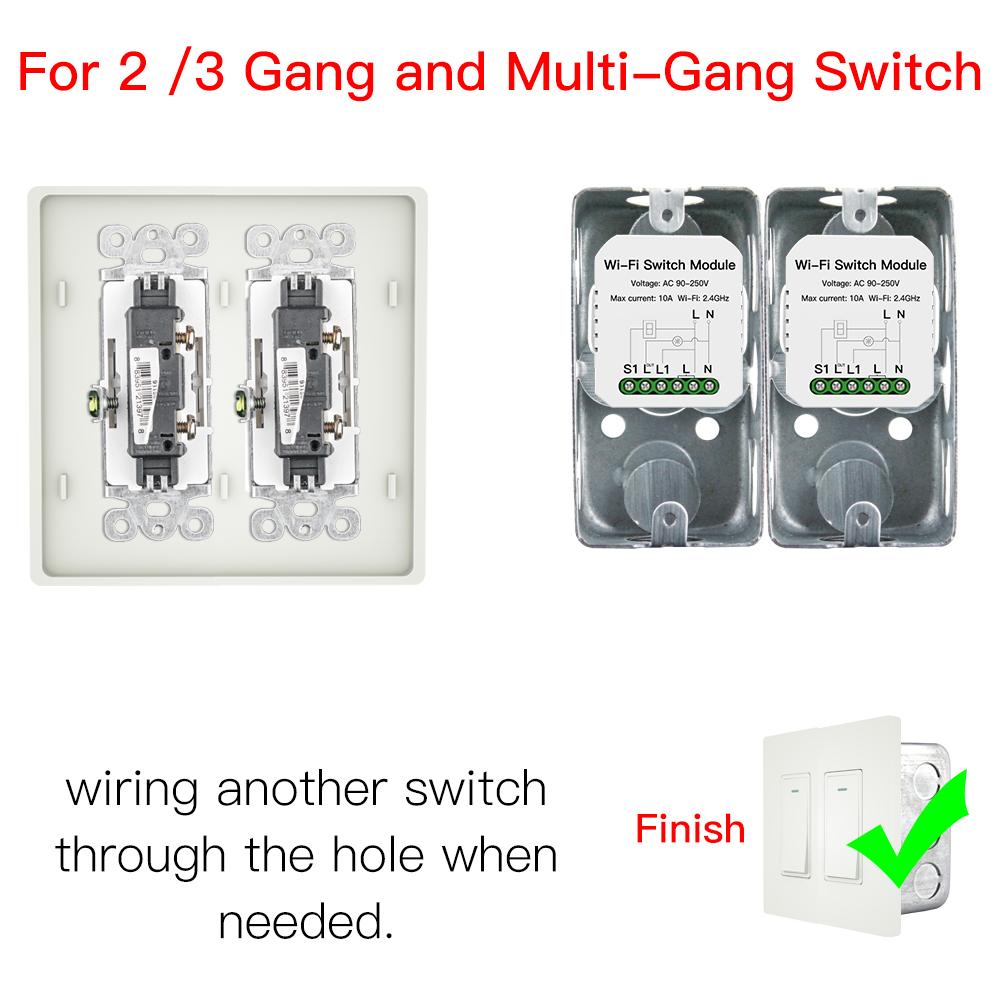 For 2 /3 Gang and Multi-Gang Switch
Wi-Fi Switch Module
Voltage: AC 90-250V
Max current: 10A Wi-Fi: 2.4GHz
L N
S1 L L1 L N
Wi-Fi Switch Module
Voltage: AC 90-250V
Max current: 10A Wi-Fi: 2.4GHz
L N
S1 L L1 L N
wiring another switch
through the hole when
needed.
Finish